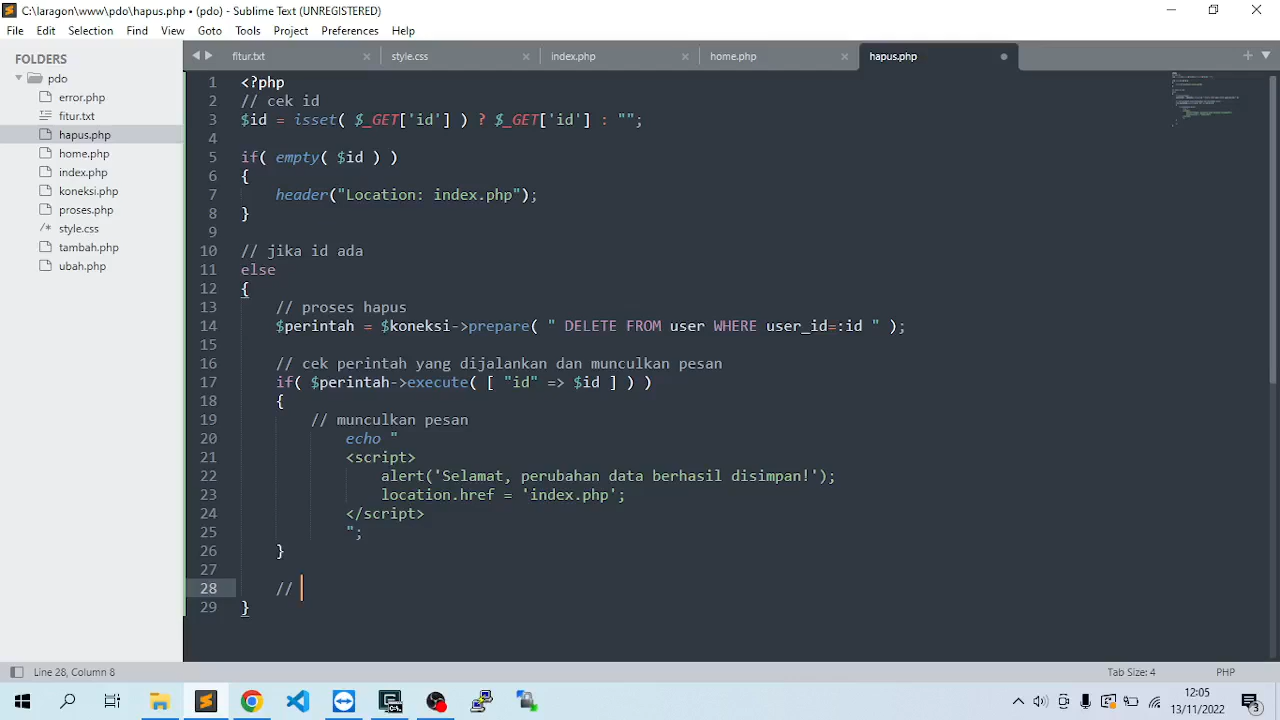 C:\laragon\www\pdo\hapus.php • (pdo) - Sublime Text (UNREGISTERED)
File Edit Selection Find View Goto Tools Project Preferences Help
FOLDERS
pdo
error.php
fitur.txt
hapus.php
home.php
index.php
koneksi.php
proses.php
style.css
tambah.php
ubah.php
fitur.txt style.css index.php home.php hapus.php
1 <?php
2 // cek id
3 $id = isset( $_GET['id'] ) ? $_GET['id'] : "";
4
5 if( empty( $id ) )
6 {
7 header("Location: index.php");
8 }
9
10 // jika id ada
11 else
12 {
13 // proses hapus
14 $perintah = $koneksi->prepare( " DELETE FROM user WHERE user_id=:id " );
15
16 // cek perintah yang dijalankan dan munculkan pesan
17 if( $perintah->execute( [ "id" => $id ] ) )
18 {
19 // munculkan pesan
20 echo "
21 <script>
22 alert('Selamat, perubahan data berhasil disimpan!');
23 location.href = 'index.php';
24 </script>
25 ";
26 }
27
28 //
29 }
Line 28, Column 8 Tab Size: 4 PHP
12:05
13/11/2022
3